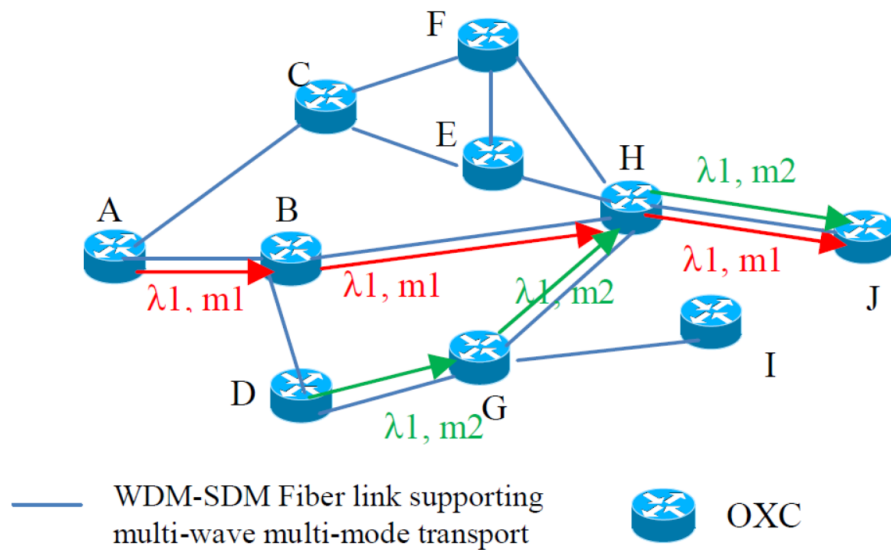 F
C
E
H
λ1, m2
A
B
λ1, m1
λ1, m1
λ1, m2
λ1, m1
J
D
G
I
λ1, m2
WDM-SDM Fiber link supporting
multi-wave multi-mode transport
OXC